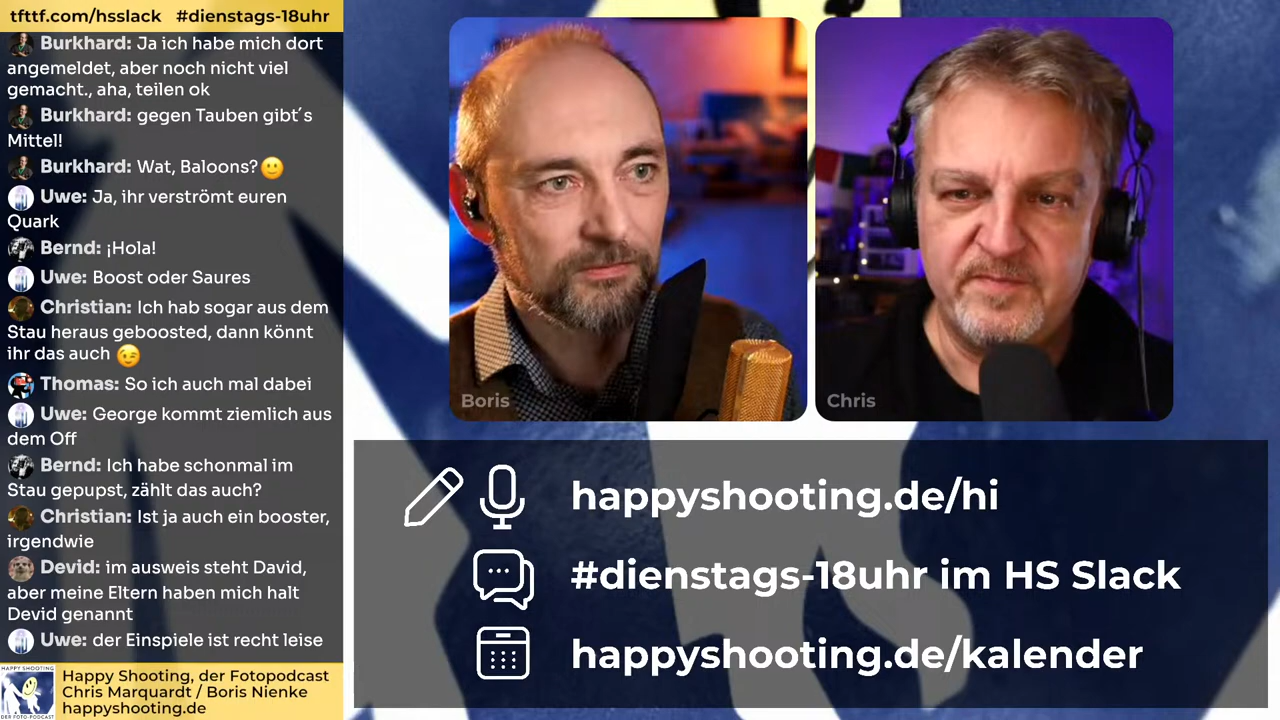 tfttf.com/hsslack #dienstags-18uhr
Burkhard: Ja ich habe mich dort
angemeldet, aber noch nicht viel
gemacht., aha, teilen ok
Burkhard: gegen Tauben gibt´s
Mittel!
Burkhard: Wat, Baloons?🙂
Uwe: Ja, ihr verströmt euren
Quark
Bernd: ¡Hola!
Uwe: Boost oder Saures
Christian: Ich hab sogar aus dem
Stau heraus geboosted, dann könnt
ihr das auch 😉
Thomas: So ich auch mal dabei
Uwe: George kommt ziemlich aus
dem Off
Bernd: Ich habe schonmal im
Stau gepupst, zählt das auch?
Christian: Ist ja auch ein booster,
irgendwie
Devid: im ausweis steht David,
aber meine Eltern haben mich halt
Devid genannt
Uwe: der Einspiele ist recht leise
HAPPY SHOOTING
DER FOTO-PODCAST
Happy Shooting, der Fotopodcast
Chris Marquardt / Boris Nienke
happyshooting.de
Boris
Chris
happyshooting.de/hi
#dienstags-18uhr im HS Slack
happyshooting.de/kalender